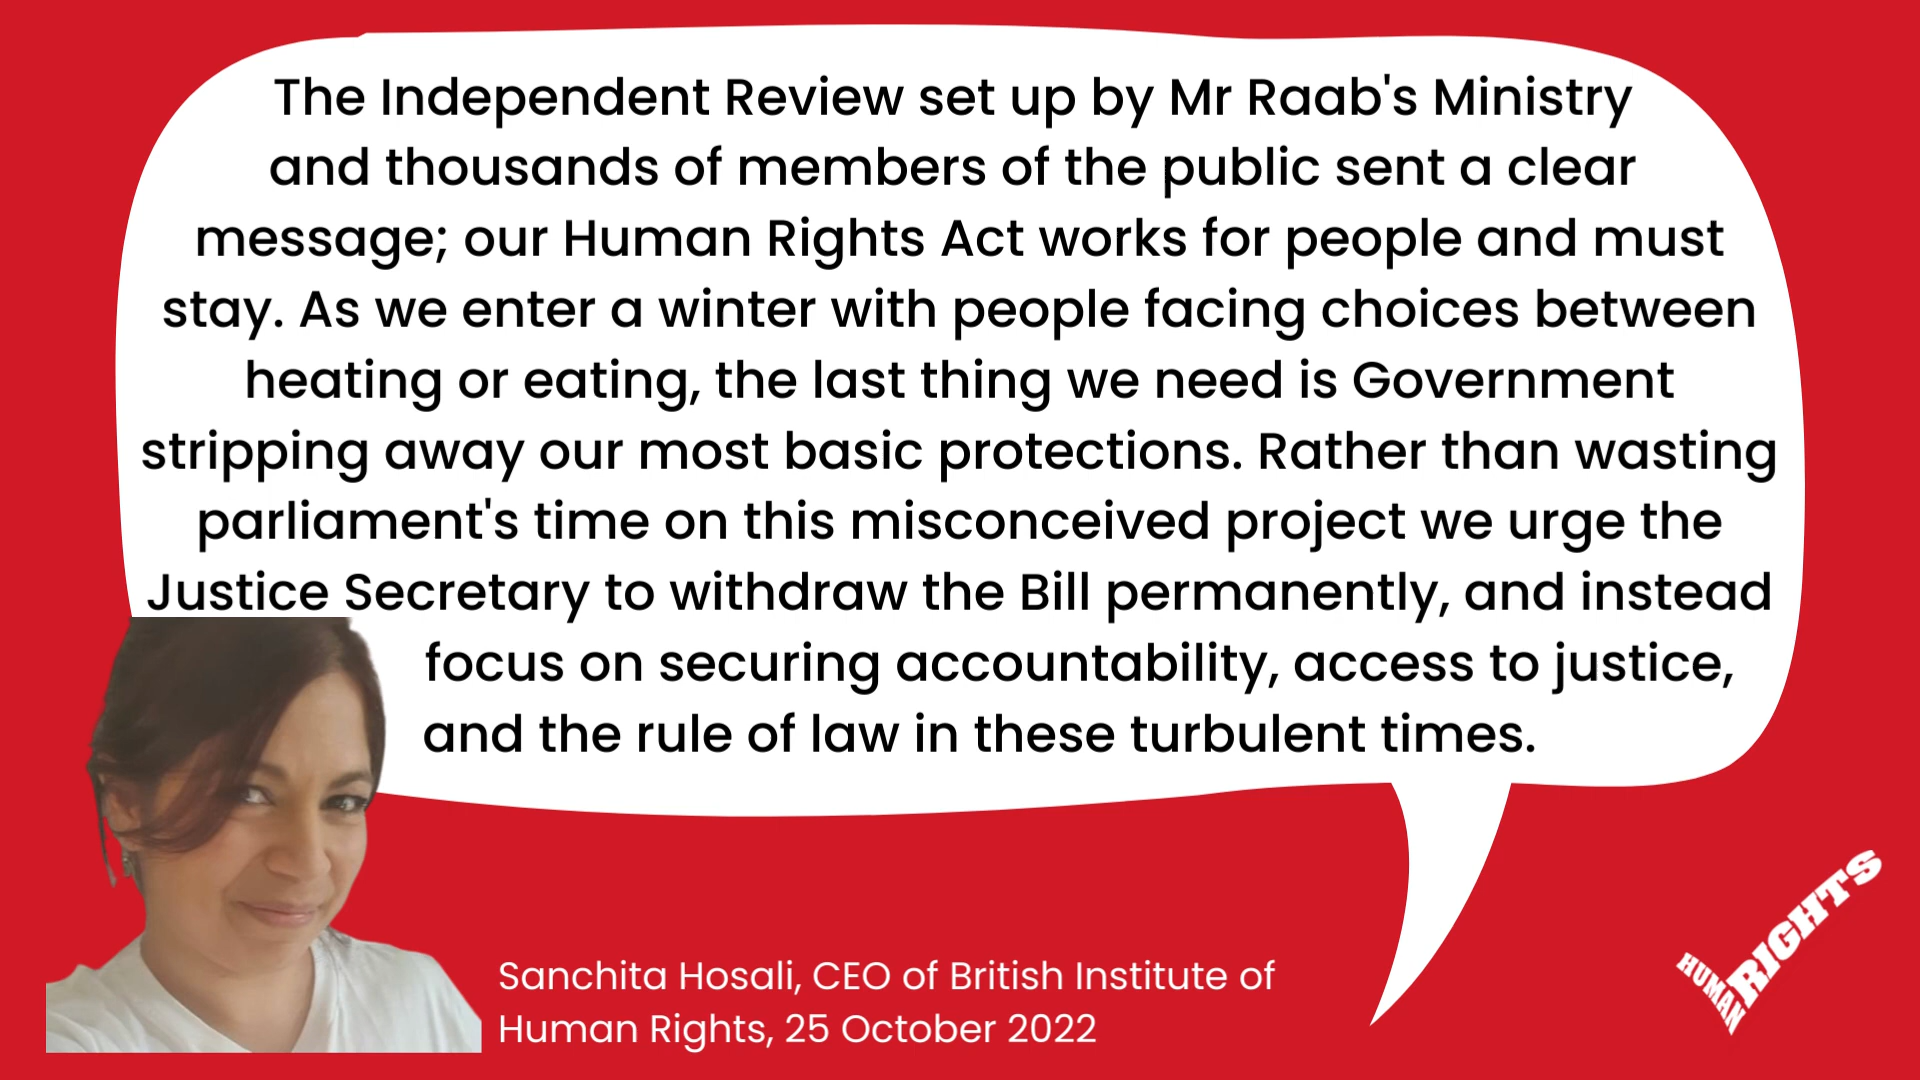 The Independent Review set up by Mr Raab's Ministry
and thousands of members of the public sent a clear
message; our Human Rights Act works for people and must
stay. As we enter a winter with people facing choices between
heating or eating, the last thing we need is Government
stripping away our most basic protections. Rather than wasting
parliament's time on this misconceived project we urge the
Justice Secretary to withdraw the Bill permanently, and instead
focus on securing accountability, access to justice,
and the rule of law in these turbulent times.
Sanchita Hosali, CEO of British Institute of
Human Rights, 25 October 2022
HUMAN
RIGHTS